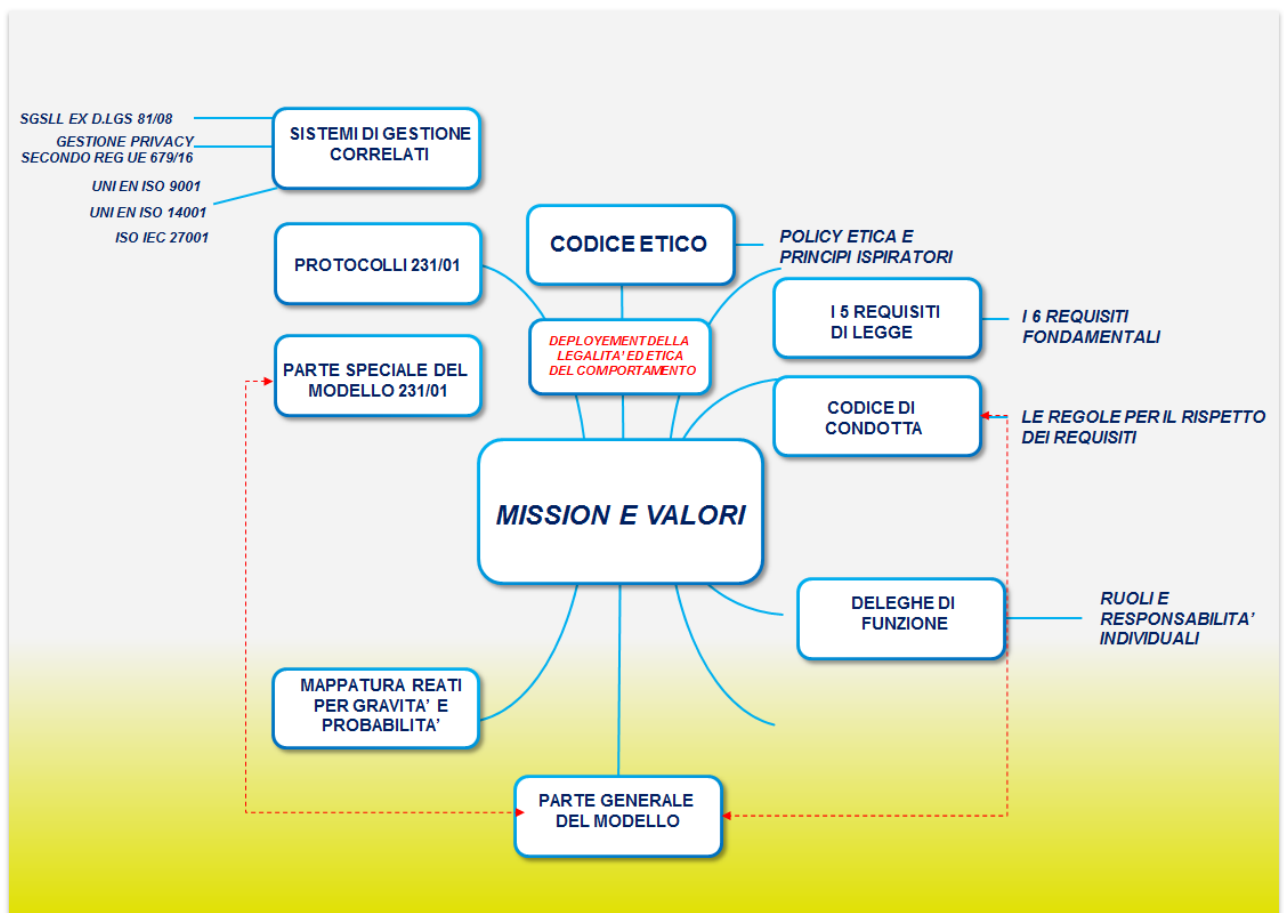 SGSLL EX D.LGS 81/08
GESTIONE PRIVACY
SECONDO REG UE 679/16
UNI EN ISO 9001
UNI EN ISO 14001
ISO IEC 27001
SISTEMI DI GESTIONE
CORRELATI
PROTOCOLLI 231/01
PARTE SPECIALE DEL
MODELLO 231/01
CODICE ETICO
POLICY ETICA E
PRINCIPI ISPIRATORI
DEPLOYEMENT DELLA
LEGALITA' ED ETICA
DEL COMPORTAMENTO
I 5 REQUISITI
DI LEGGE
I 6 REQUISITI
FONDAMENTALI
CODICE DI
CONDOTTA
LE REGOLE PER IL RISPETTO
DEI REQUISITI
MISSION E VALORI
DELEGHE DI
FUNZIONE
RUOLI E
RESPONSABILITA'
INDIVIDUALI
MAPPATURA REATI
PER GRAVITA' E
PROBABILITA'
PARTE GENERALE
DEL MODELLO